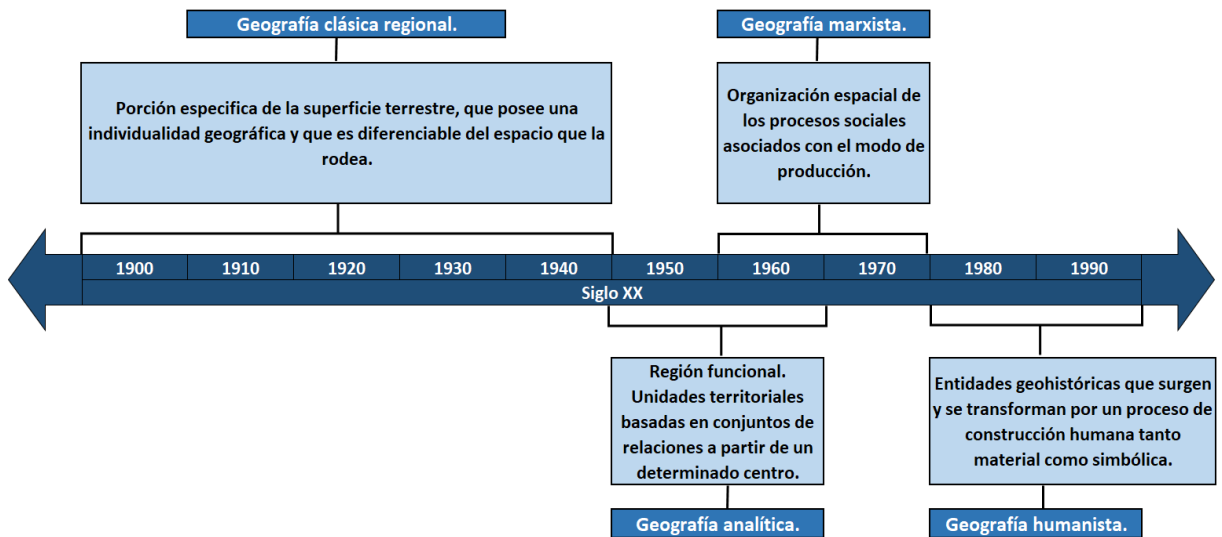 Geografía clásica regional.
Porción especifica de la superficie terrestre, que posee una
individualidad geográfica y que es diferenciable del espacio que la
rodea.
Geografía marxista.
Organización espacial de
los procesos sociales
asociados con el modo de
producción.
1900 1910 1920 1930 1940 1950 1960 1970 1980 1990
Siglo XX
Región funcional.
Unidades territoriales
basadas en conjuntos de
relaciones a partir de un
determinado centro.
Geografía analítica.
Entidades geohistóricas que surgen
y se transforman por un proceso de
construcción humana tanto
material como simbólica.
Geografía humanista.